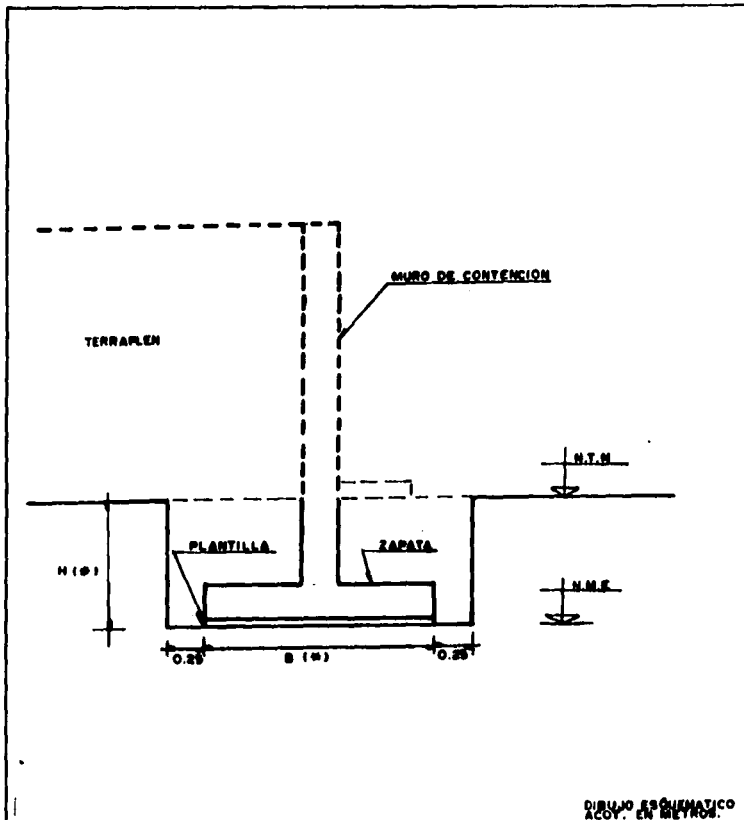 MURO DE CONTENCION
TERRAPLEN
N.T.N
PLANTILLA
ZAPATA
H (Ø)
N.M.E
0.25
B (*)
0.25
DIBUJO ESQUEMATICO
ACOT. EN METROS.